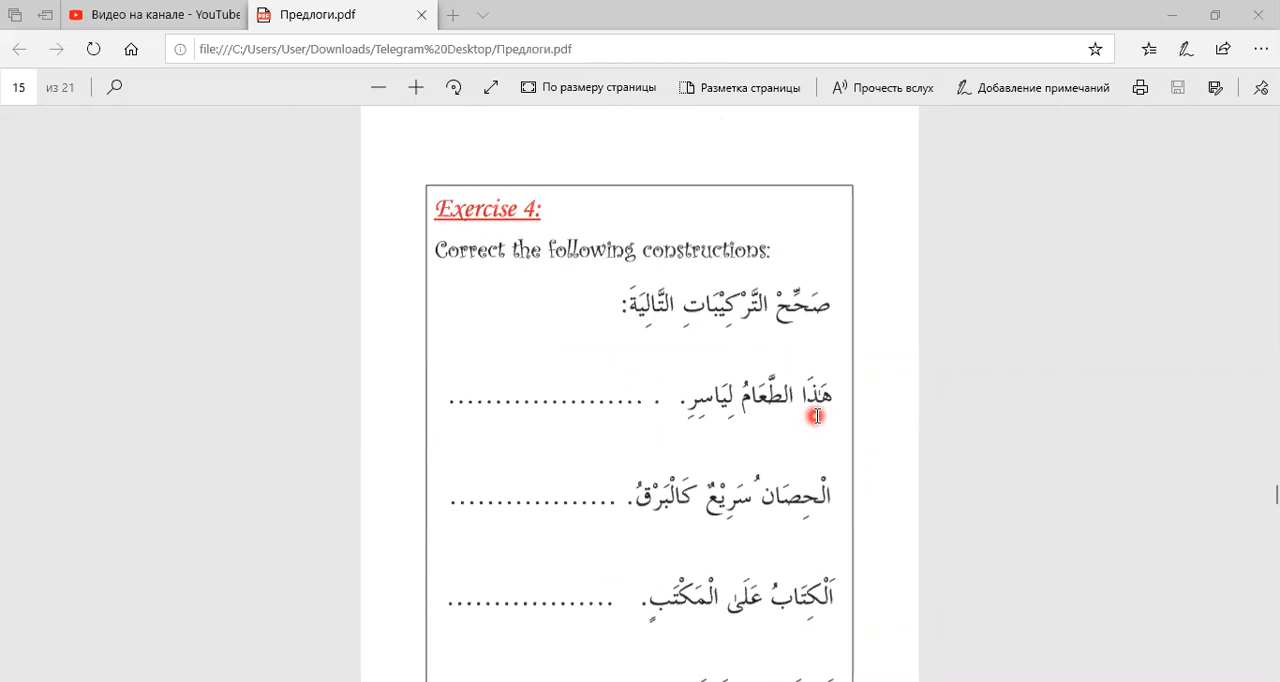 Видео на канале - YouTube
Предлоги.pdf
file:///C:/Users/User/Downloads/Telegram%20Desktop/Предлоги.pdf
15 из 21
По размеру страницы
Разметка страницы
Прочесть вслух
Добавление примечаний
Exercise 4:
Correct the following constructions:
صَحِّحْ التَّرْكِيْبَاتِ التَّالِيَةَ:
هَٰذَا الطَّعَامُ لِيَاسِرِ. . .....................
الْحِصَان ُسَرِيْعٌ كَالْبَرْقُ. ..................
اَلْكِتَابُ عَلَىٰ الْمَكْتَبٍ. ..................